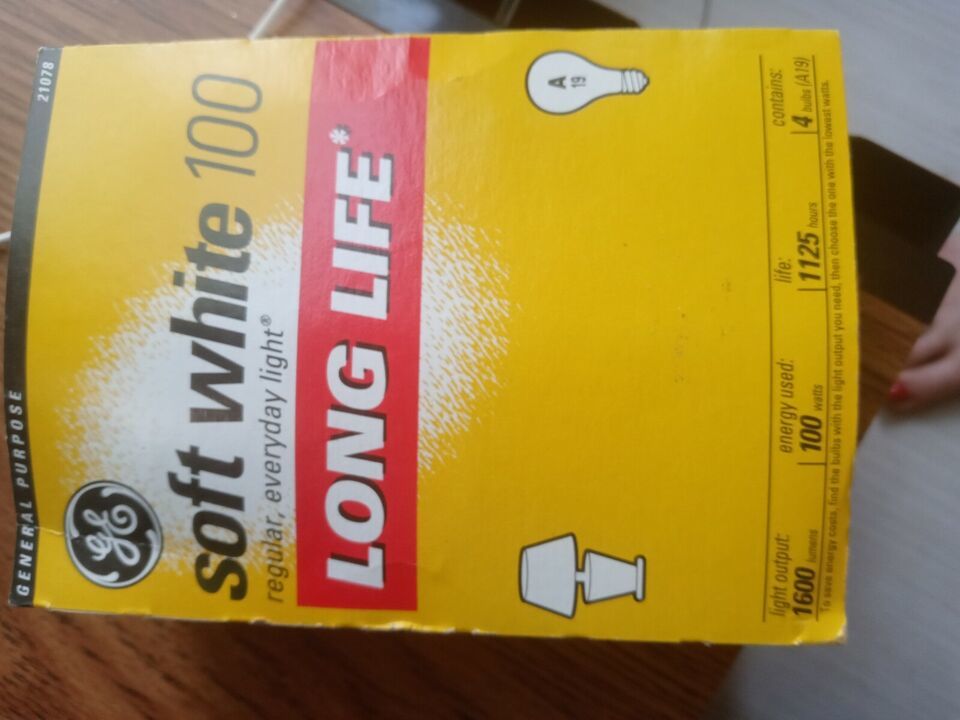 GENERAL PURPOSE 21078
GE
soft white 100
regular, everyday light®
LONG LIFE*
A
19
light output: energy used: life: contains:
1600 lumens 100 watts 1125 hours 4 bulbs (A19)
To save energy costs, find the bulbs with the light output you need, then choose the one with the lowest watts.